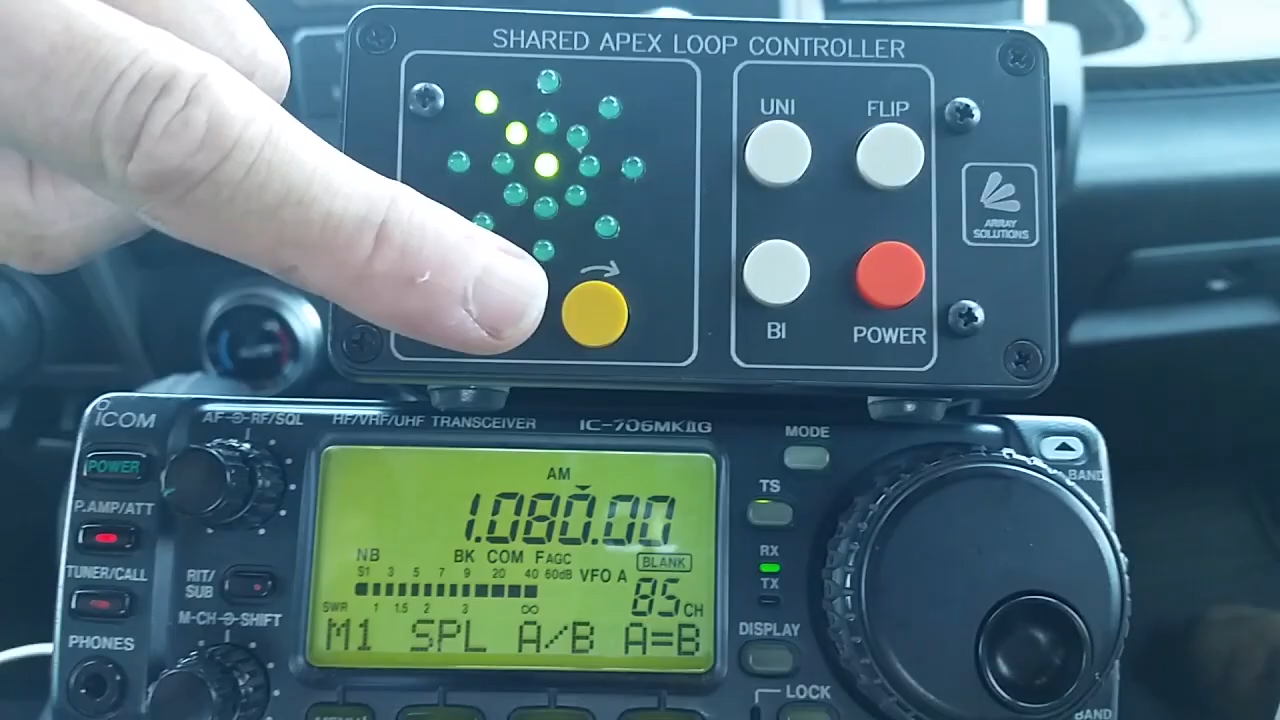 SHARED APEX LOOP CONTROLLER
UNI
FLIP
BI
POWER
ARRAY
SOLUTIONS
ICOM
AF RF/SQL
HF/VHF/UHF TRANSCEIVER
IC-706MKIIG
POWER
P.AMP/ATT
TUNER/CALL
PHONES
RIT/
SUB
M-CH SHIFT
AM
1.080.00
NB
BK COM FAGC
BLANK
S1 3 5 7 9 20 40 60dB
VFO A
85CH
SWR 1 1.5 2 3 ∞
M1 SPL A/B A=B
MODE
TS
RX
TX
DISPLAY
LOCK
BAND
BAND
MENU